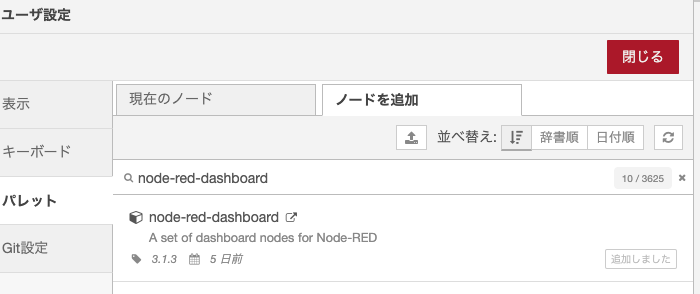 ユーザ設定
閉じる
表示
キーボード
パレット
Git設定
現在のノード
ノードを追加
並べ替え:
辞書順
日付順
node-red-dashboard
10 / 3625
node-red-dashboard
A set of dashboard nodes for Node-RED
3.1.3
5 日前
追加しました